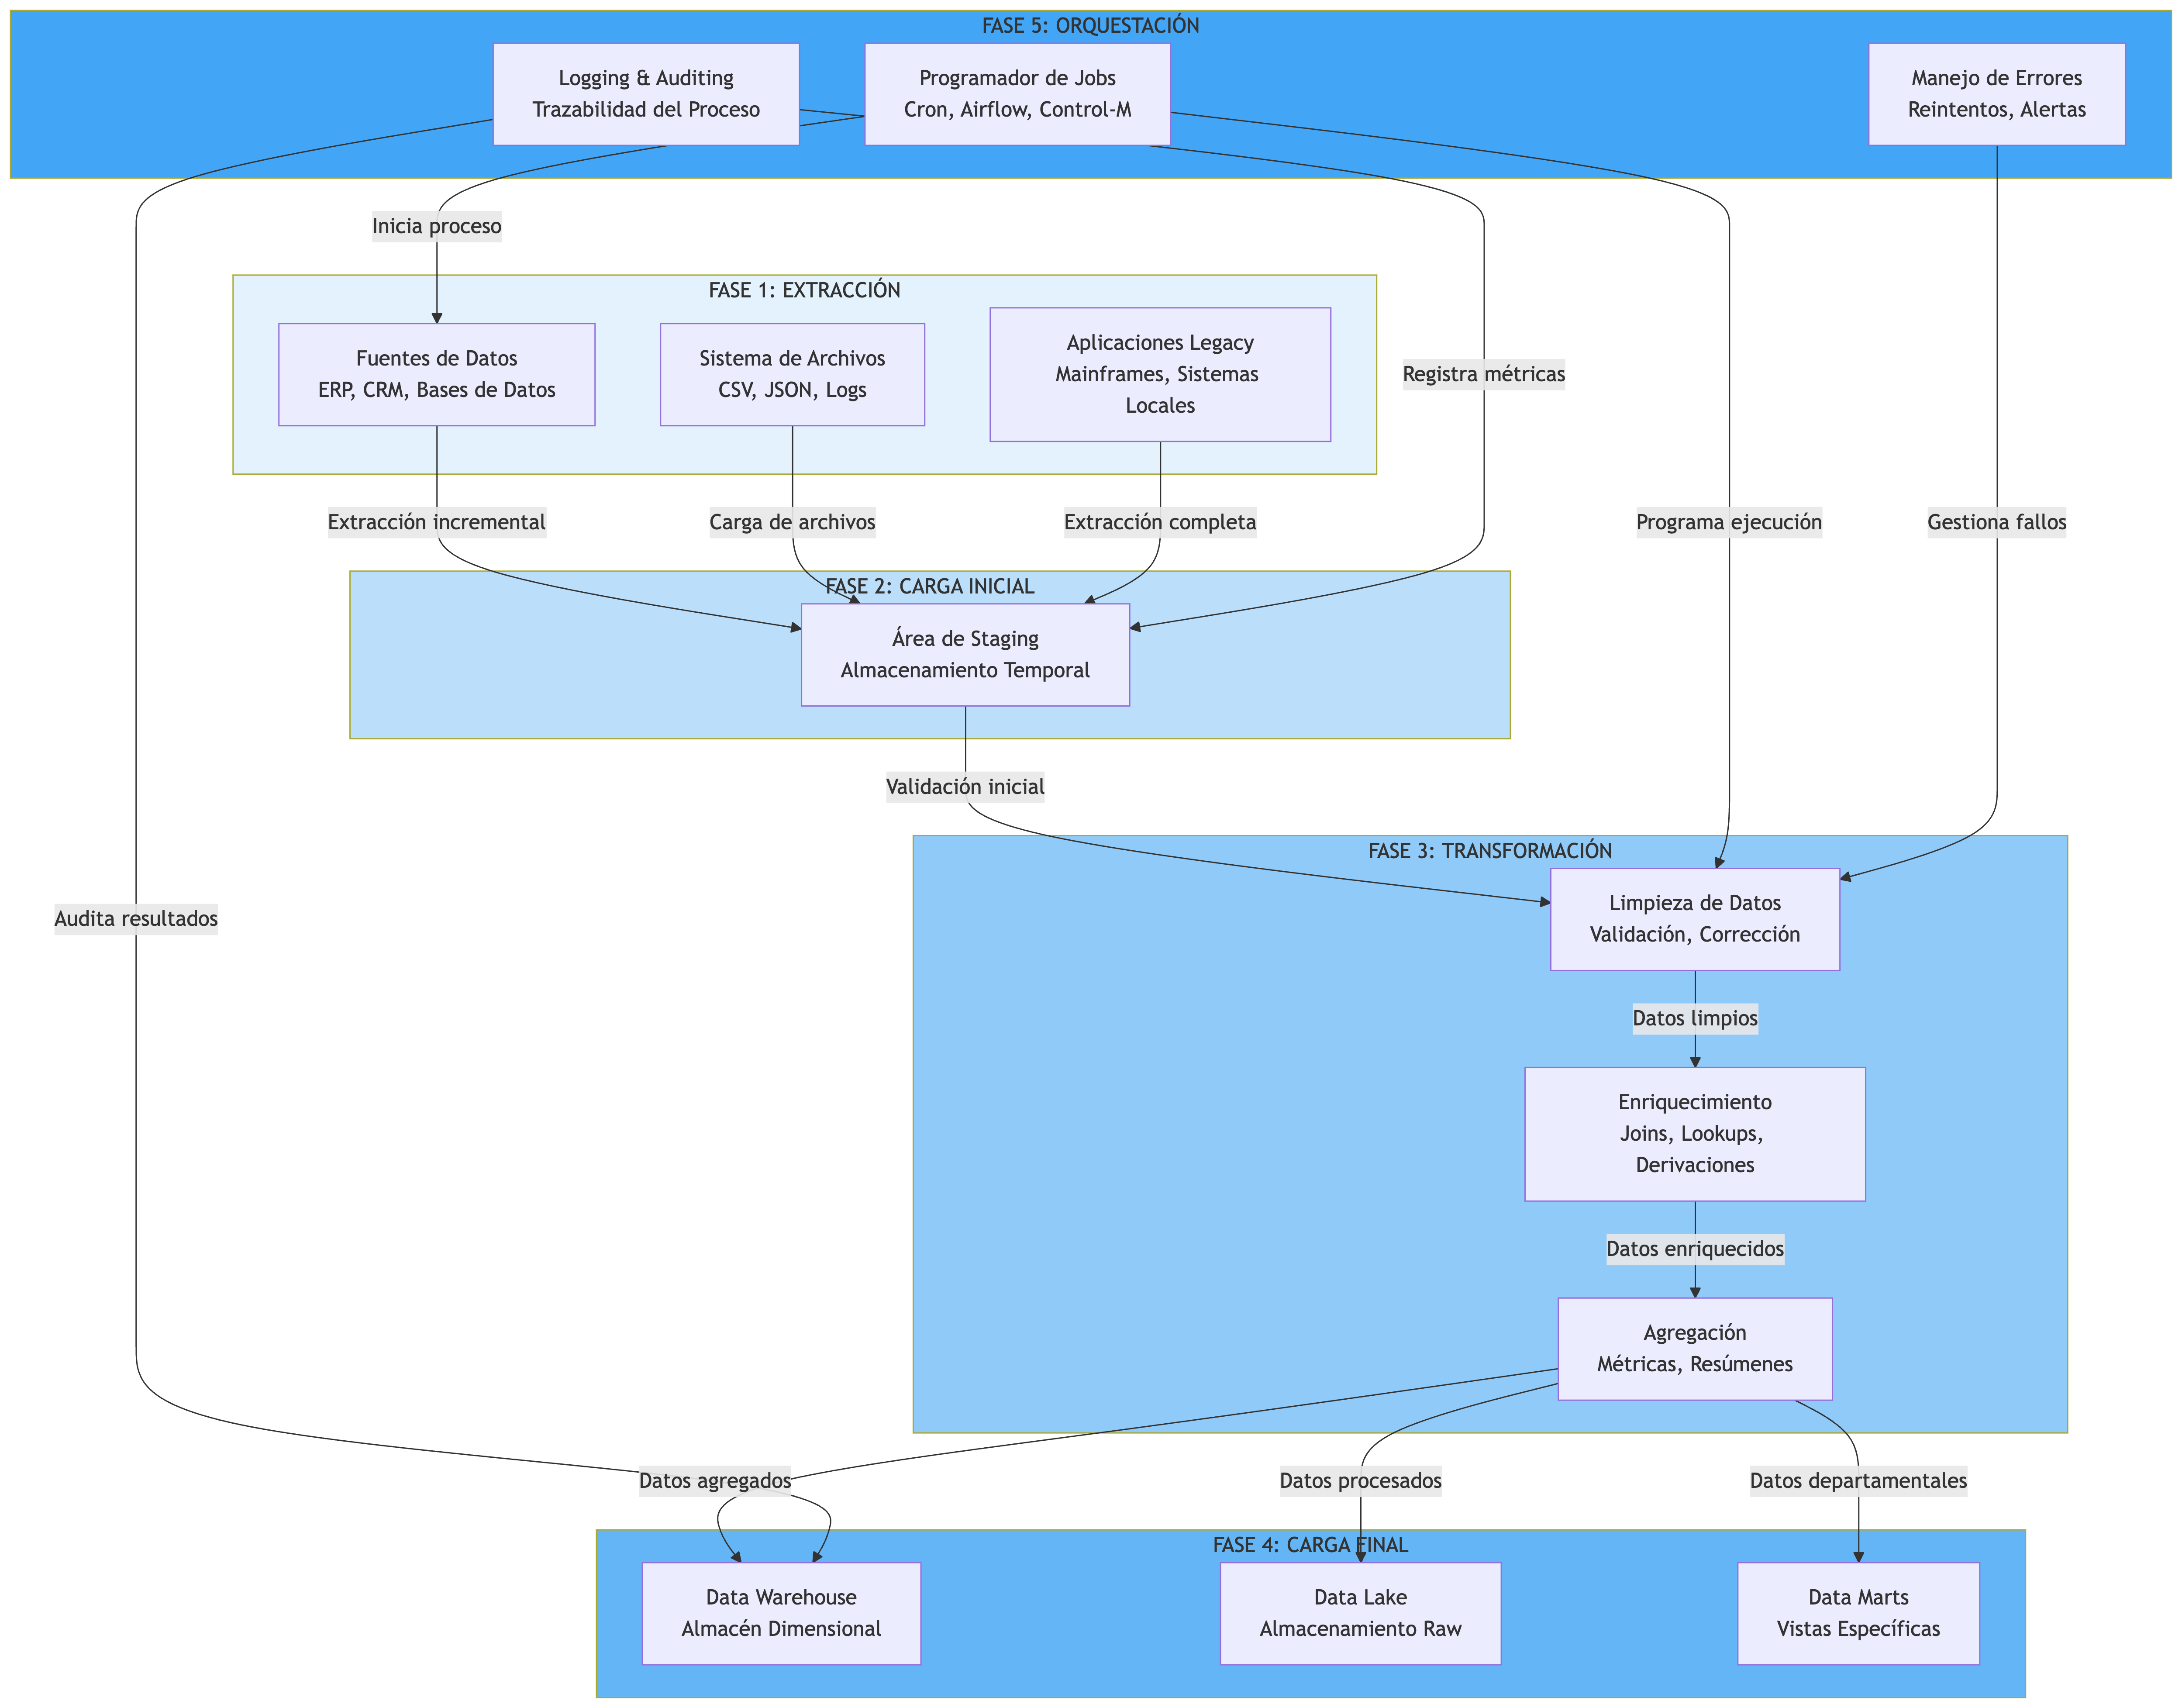 FASE 5: ORQUESTACIÓN
Logging & Auditing
Trazabilidad del Proceso
Programador de Jobs
Cron, Airflow, Control-M
Manejo de Errores
Reintentos, Alertas
Inicia proceso
FASE 1: EXTRACCIÓN
Fuentes de Datos
ERP, CRM, Bases de Datos
Sistema de Archivos
CSV, JSON, Logs
Aplicaciones Legacy
Mainframes, Sistemas
Locales
Registra métricas
Extracción incremental
Carga de archivos
Extracción completa
Programa ejecución
Gestiona fallos
FASE 2: CARGA INICIAL
Área de Staging
Almacenamiento Temporal
Validación inicial
FASE 3: TRANSFORMACIÓN
Limpieza de Datos
Validación, Corrección
Audita resultados
Datos limpios
Enriquecimiento
Joins, Lookups,
Derivaciones
Datos enriquecidos
Agregación
Métricas, Resúmenes
Datos agregados
Datos procesados
Datos departamentales
FASE 4: CARGA FINAL
Data Warehouse
Almacén Dimensional
Data Lake
Almacenamiento Raw
Data Marts
Vistas Específicas